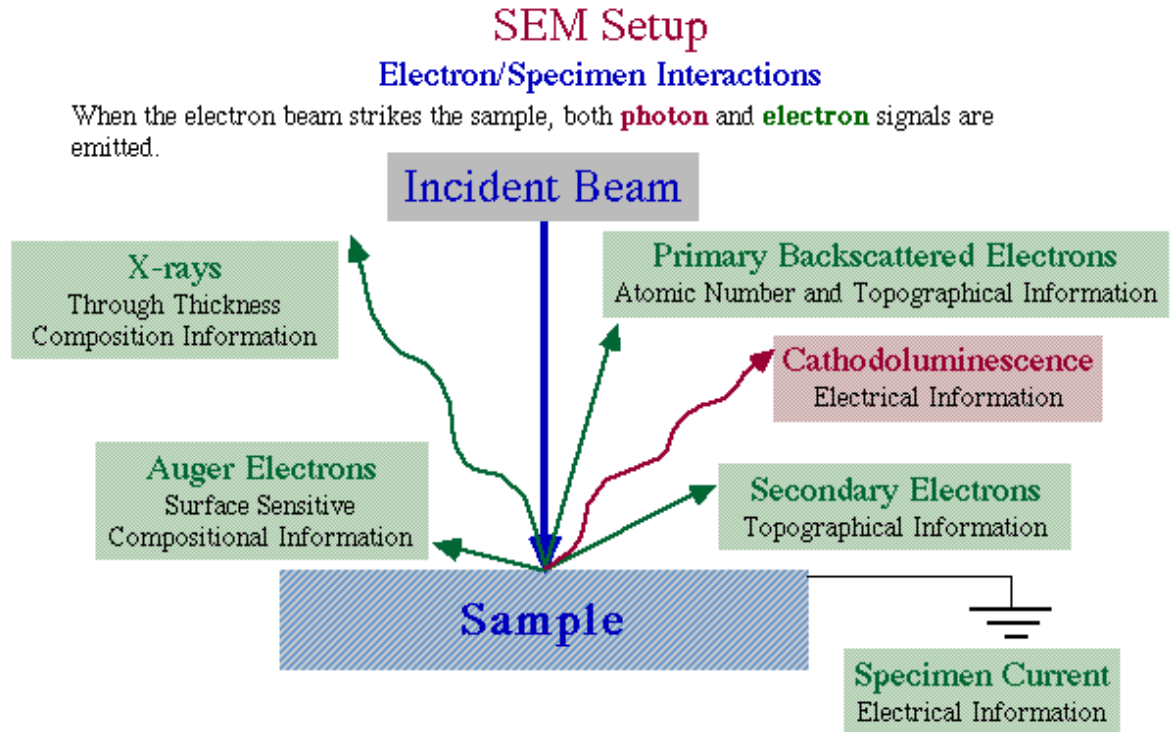 SEM Setup
Electron/Specimen Interactions
When the electron beam strikes the sample, both photon and electron signals are
emitted.
Incident Beam
X-rays
Through Thickness
Composition Information
Primary Backscattered Electrons
Atomic Number and Topographical Information
Cathodoluminescence
Electrical Information
Auger Electrons
Surface Sensitive
Compositional Information
Secondary Electrons
Topographical Information
Sample
Specimen Current
Electrical Information